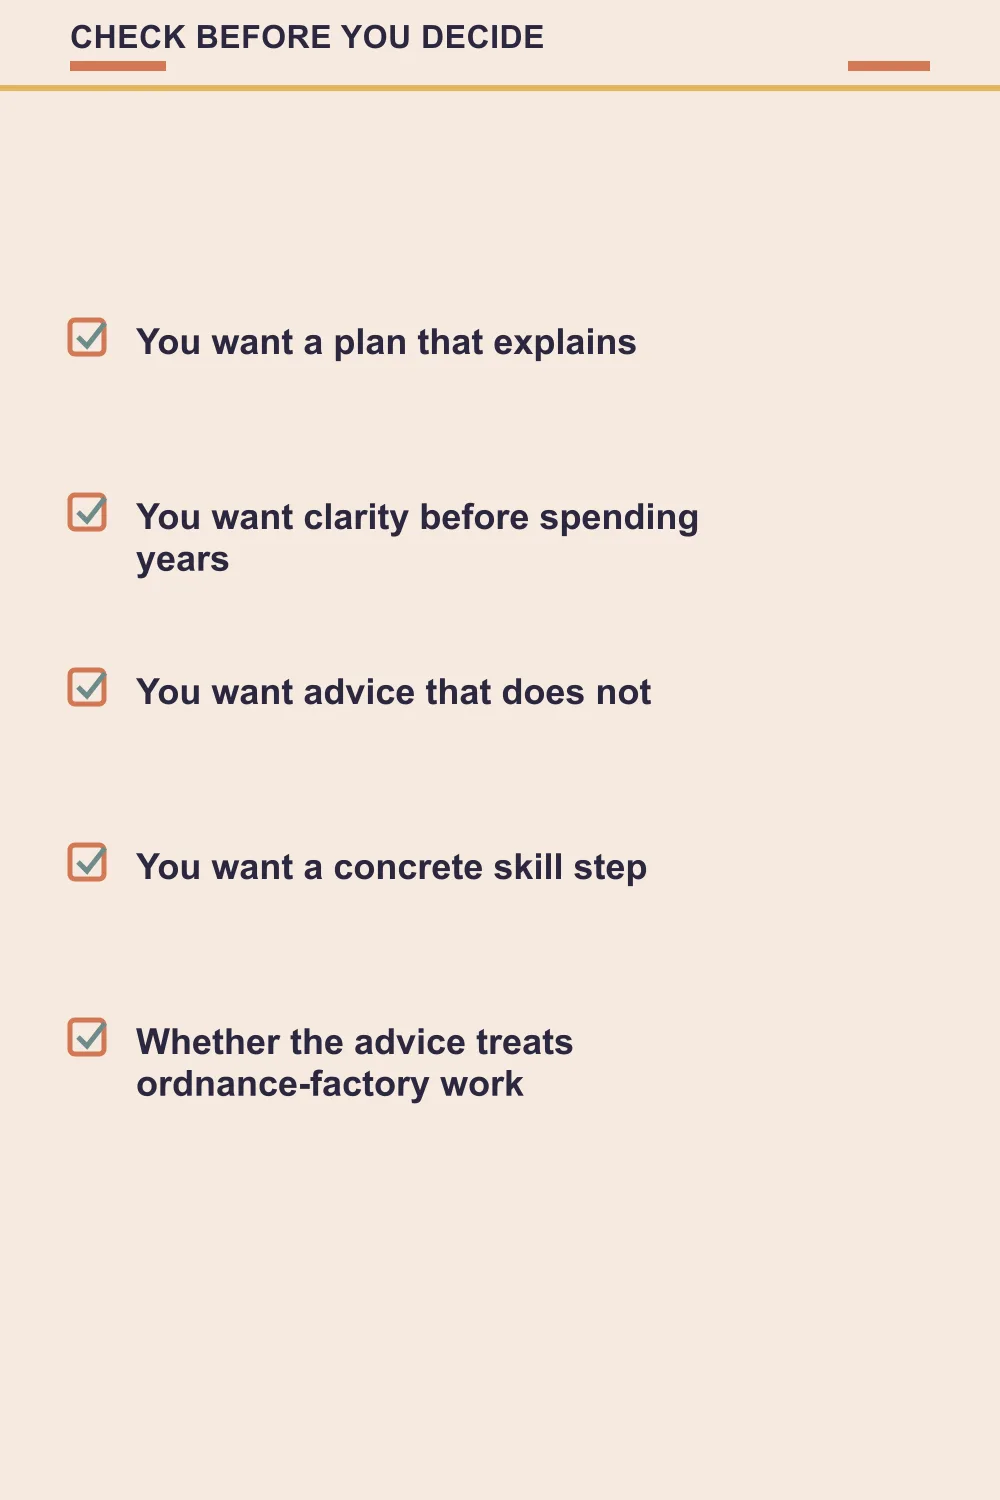 CHECK BEFORE YOU DECIDE
You want a plan that explains
You want clarity before spending
years
You want advice that does not
You want a concrete skill step
Whether the advice treats
ordnance-factory work